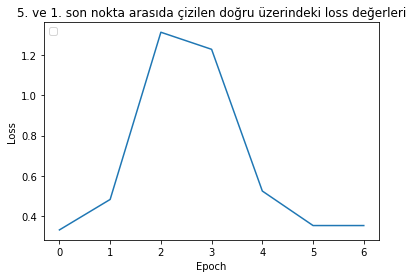 5. ve 1. son nokta arasıda çizilen doğru üzerindeki loss değerleri
Loss
1.2
1.0
0.8
0.6
0.4
0 1 2 3 4 5 6
Epoch